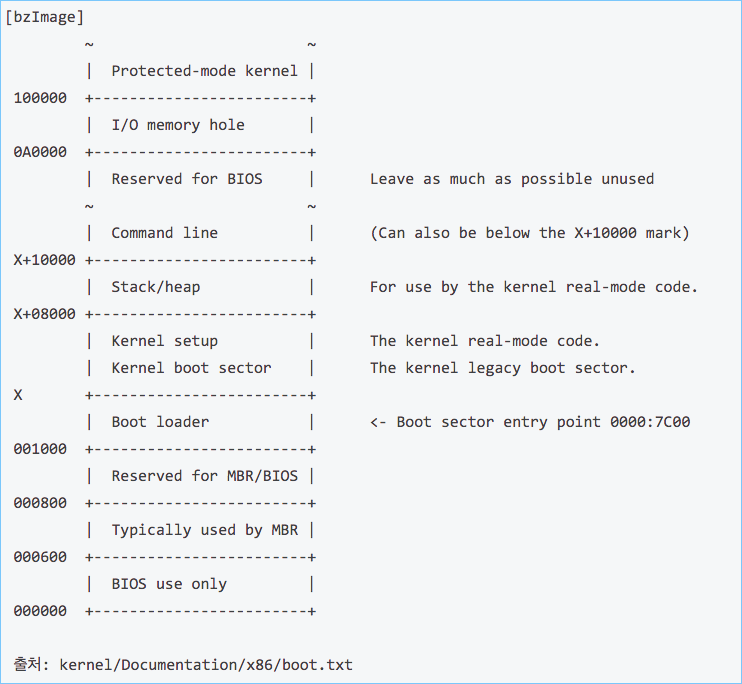 [bzImage]
        ~                        ~
        |  Protected-mode kernel |
100000  +------------------------+
        |  I/O memory hole       |
0A0000  +------------------------+
        |  Reserved for BIOS     |      Leave as much as possible unused
        ~                        ~
        |  Command line          |      (Can also be below the X+10000 mark)
X+10000 +------------------------+
        |  Stack/heap            |      For use by the kernel real-mode code.
X+08000 +------------------------+
        |  Kernel setup          |      The kernel real-mode code.
        |  Kernel boot sector    |      The kernel legacy boot sector.
X       +------------------------+
        |  Boot loader           |      <- Boot sector entry point 0000:7C00
001000  +------------------------+
        |  Reserved for MBR/BIOS |
000800  +------------------------+
        |  Typically used by MBR |
000600  +------------------------+
        |  BIOS use only         |
000000  +------------------------+
출처: kernel/Documentation/x86/boot.txt